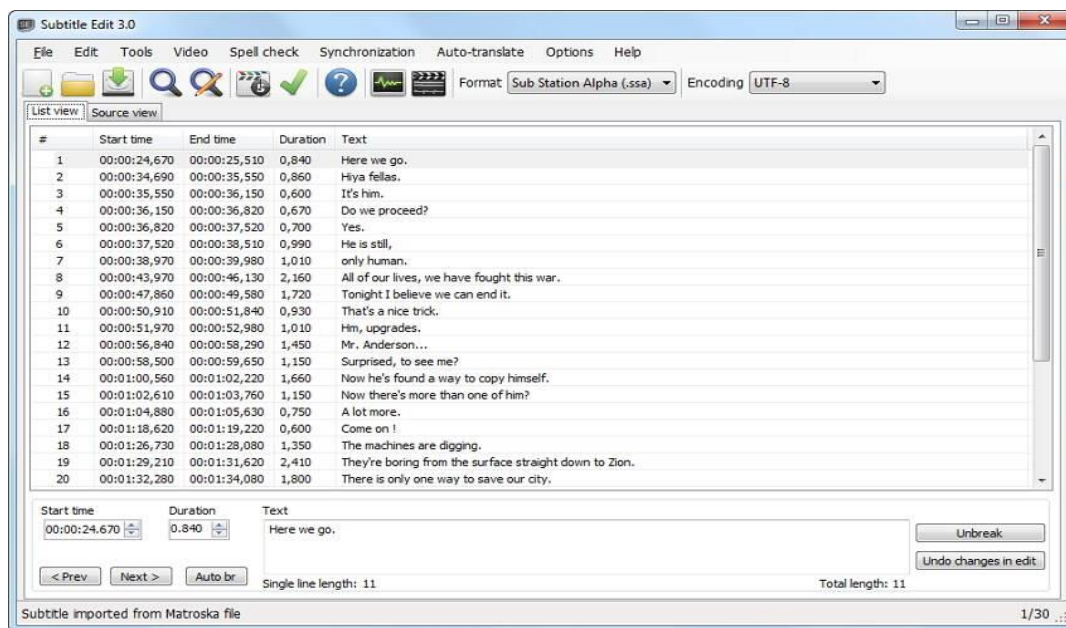 Subtitle Edit 3.0
File Edit Tools Video Spell check Synchronization Auto-translate Options Help
Format Sub Station Alpha (.ssa) Encoding UTF-8
List view Source view
# Start time End time Duration Text
1 00:00:24,670 00:00:25,510 0,840 Here we go.
2 00:00:34,690 00:00:35,550 0,860 Hiya fellas.
3 00:00:35,550 00:00:36,150 0,600 It's him.
4 00:00:36,150 00:00:36,820 0,670 Do we proceed?
5 00:00:36,820 00:00:37,520 0,700 Yes.
6 00:00:37,520 00:00:38,510 0,990 He is still,
7 00:00:38,970 00:00:39,980 1,010 only human.
8 00:00:43,970 00:00:46,130 2,160 All of our lives, we have fought this war.
9 00:00:47,860 00:00:49,580 1,720 Tonight I believe we can end it.
10 00:00:50,910 00:00:51,840 0,930 That's a nice trick.
11 00:00:51,970 00:00:52,980 1,010 Hm, upgrades.
12 00:00:56,840 00:00:58,290 1,450 Mr. Anderson...
13 00:00:58,500 00:00:59,650 1,150 Surprised, to see me?
14 00:01:00,560 00:01:02,220 1,660 Now he's found a way to copy himself.
15 00:01:02,610 00:01:03,760 1,150 Now there's more than one of him?
16 00:01:04,880 00:01:05,630 0,750 A lot more.
17 00:01:18,620 00:01:19,220 0,600 Come on !
18 00:01:26,730 00:01:28,080 1,350 The machines are digging.
19 00:01:29,210 00:01:31,620 2,410 They're boring from the surface straight down to Zion.
20 00:01:32,280 00:01:34,080 1,800 There is only one way to save our city.
Start time Duration Text
00:00:24.670 0.840 Here we go.
Unbreak
Undo changes in edit
< Prev Next > Auto br
Single line length: 11 Total length: 11
Subtitle imported from Matroska file 1/30